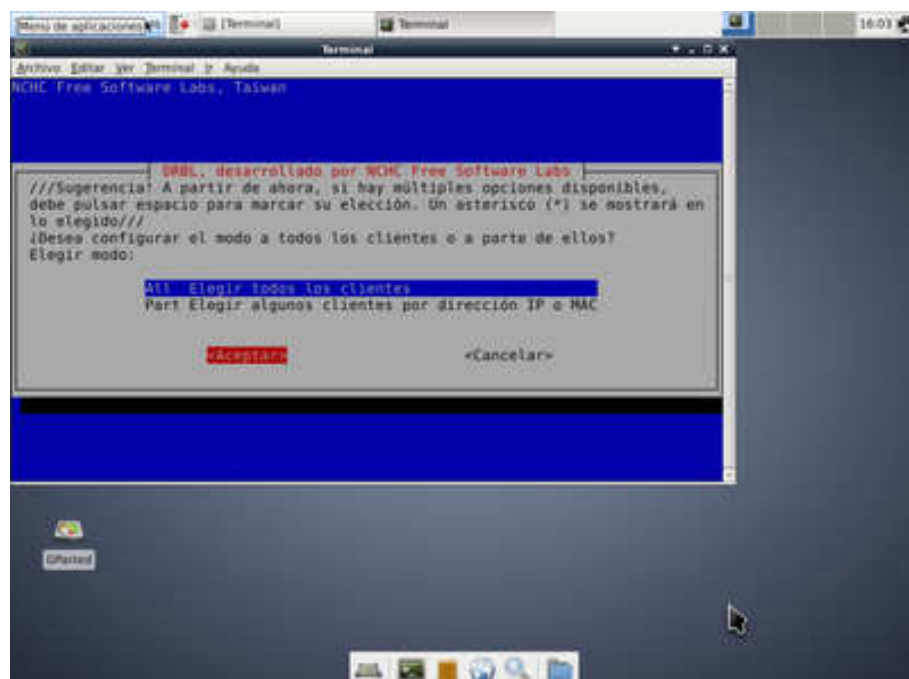 Menú de aplicaciones
[Terminal]
Terminal
16:03
Terminal
Archivo Editar Ver Terminal Ir Ayuda
NCHC Free Software Labs, Taiwan
DRBL, desarrollado por NCHC Free Software Labs
///Sugerencia! A partir de ahora, si hay múltiples opciones disponibles,
debe pulsar espacio para marcar su elección. Un asterisco (*) se mostrará en
lo elegido///
¿Desea configurar el modo a todos los clientes o a parte de ellos?
Elegir modo:
All Elegir todos los clientes
Part Elegir algunos clientes por dirección IP o MAC
<Aceptar>
<Cancelar>
GParted